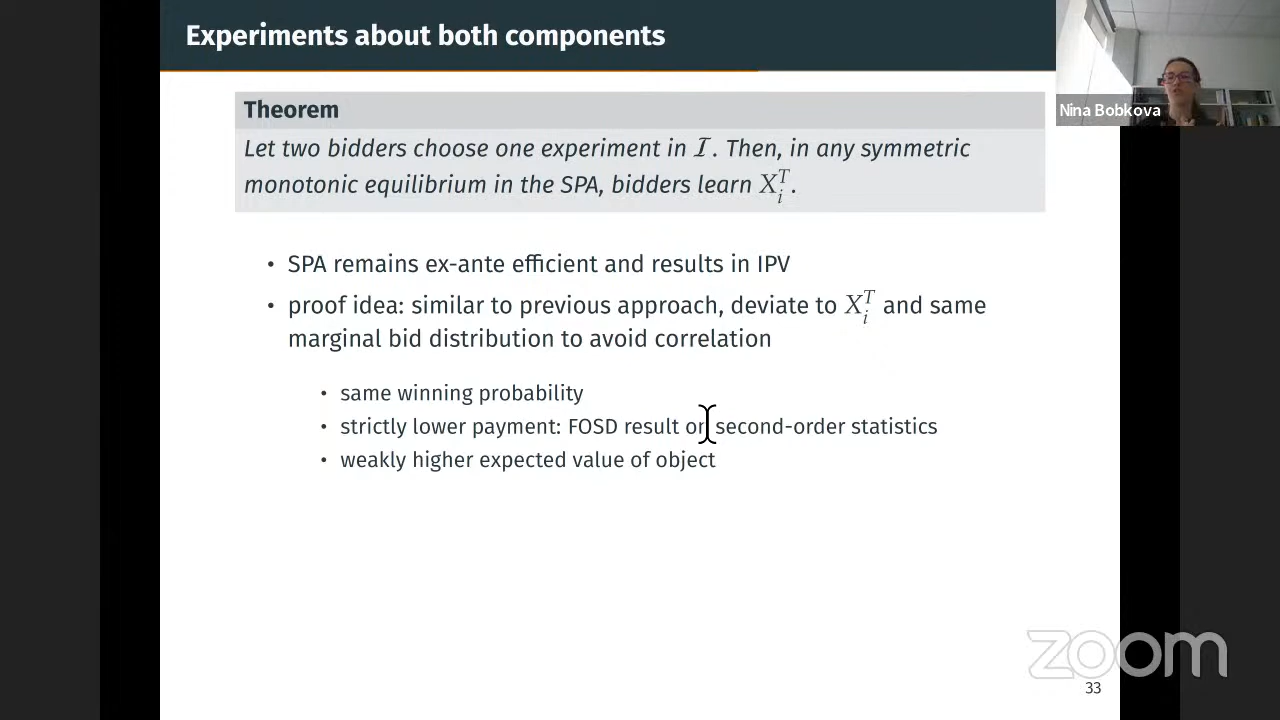 Experiments about both components
Nina Bobkova
Theorem
Let two bidders choose one experiment in 𝓘. Then, in any symmetric
monotonic equilibrium in the SPA, bidders learn X_i^T.
• SPA remains ex-ante efficient and results in IPV
• proof idea: similar to previous approach, deviate to X_i^T and same
marginal bid distribution to avoid correlation
• same winning probability
• strictly lower payment: FOSD result on second-order statistics
• weakly higher expected value of object
zoom
33